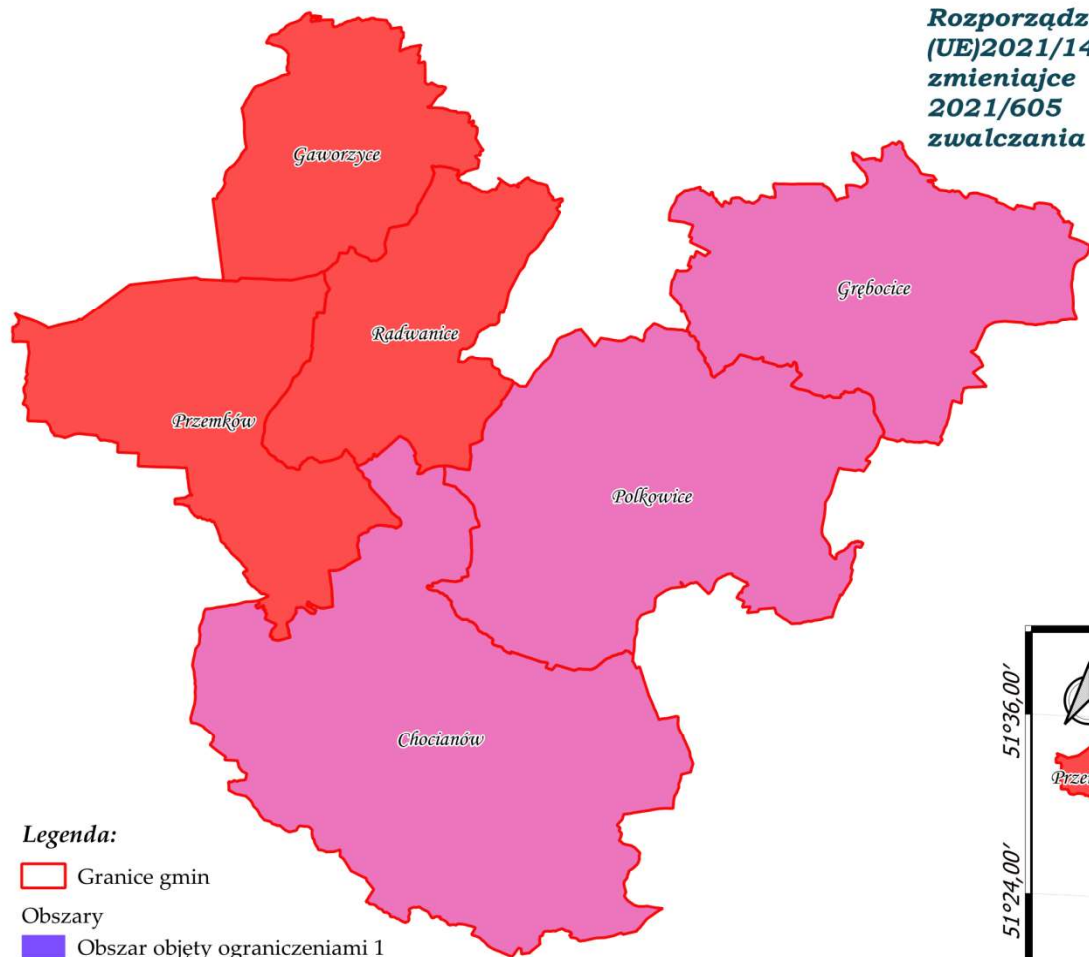 Rozporządz
(UE)2021/14
zmieniajce
2021/605
zwalczania
Gaworzyce
Grębocice
Radwanice
Przemków
Polkowice
Chocianów
51°36,00'
Przem
51°24,00'
Legenda:
Granice gmin
Obszary
Obszar objęty ograniczeniami 1